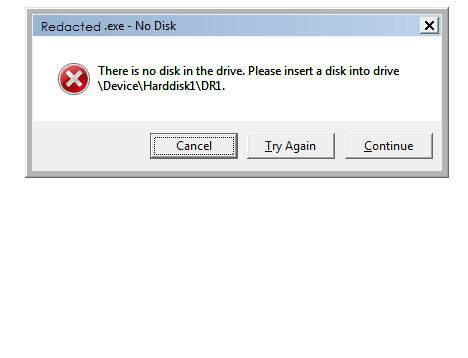 Redacted .exe - No Disk
There is no disk in the drive. Please insert a disk into drive
\Device\Harddisk1\DR1.
Cancel Try Again Continue